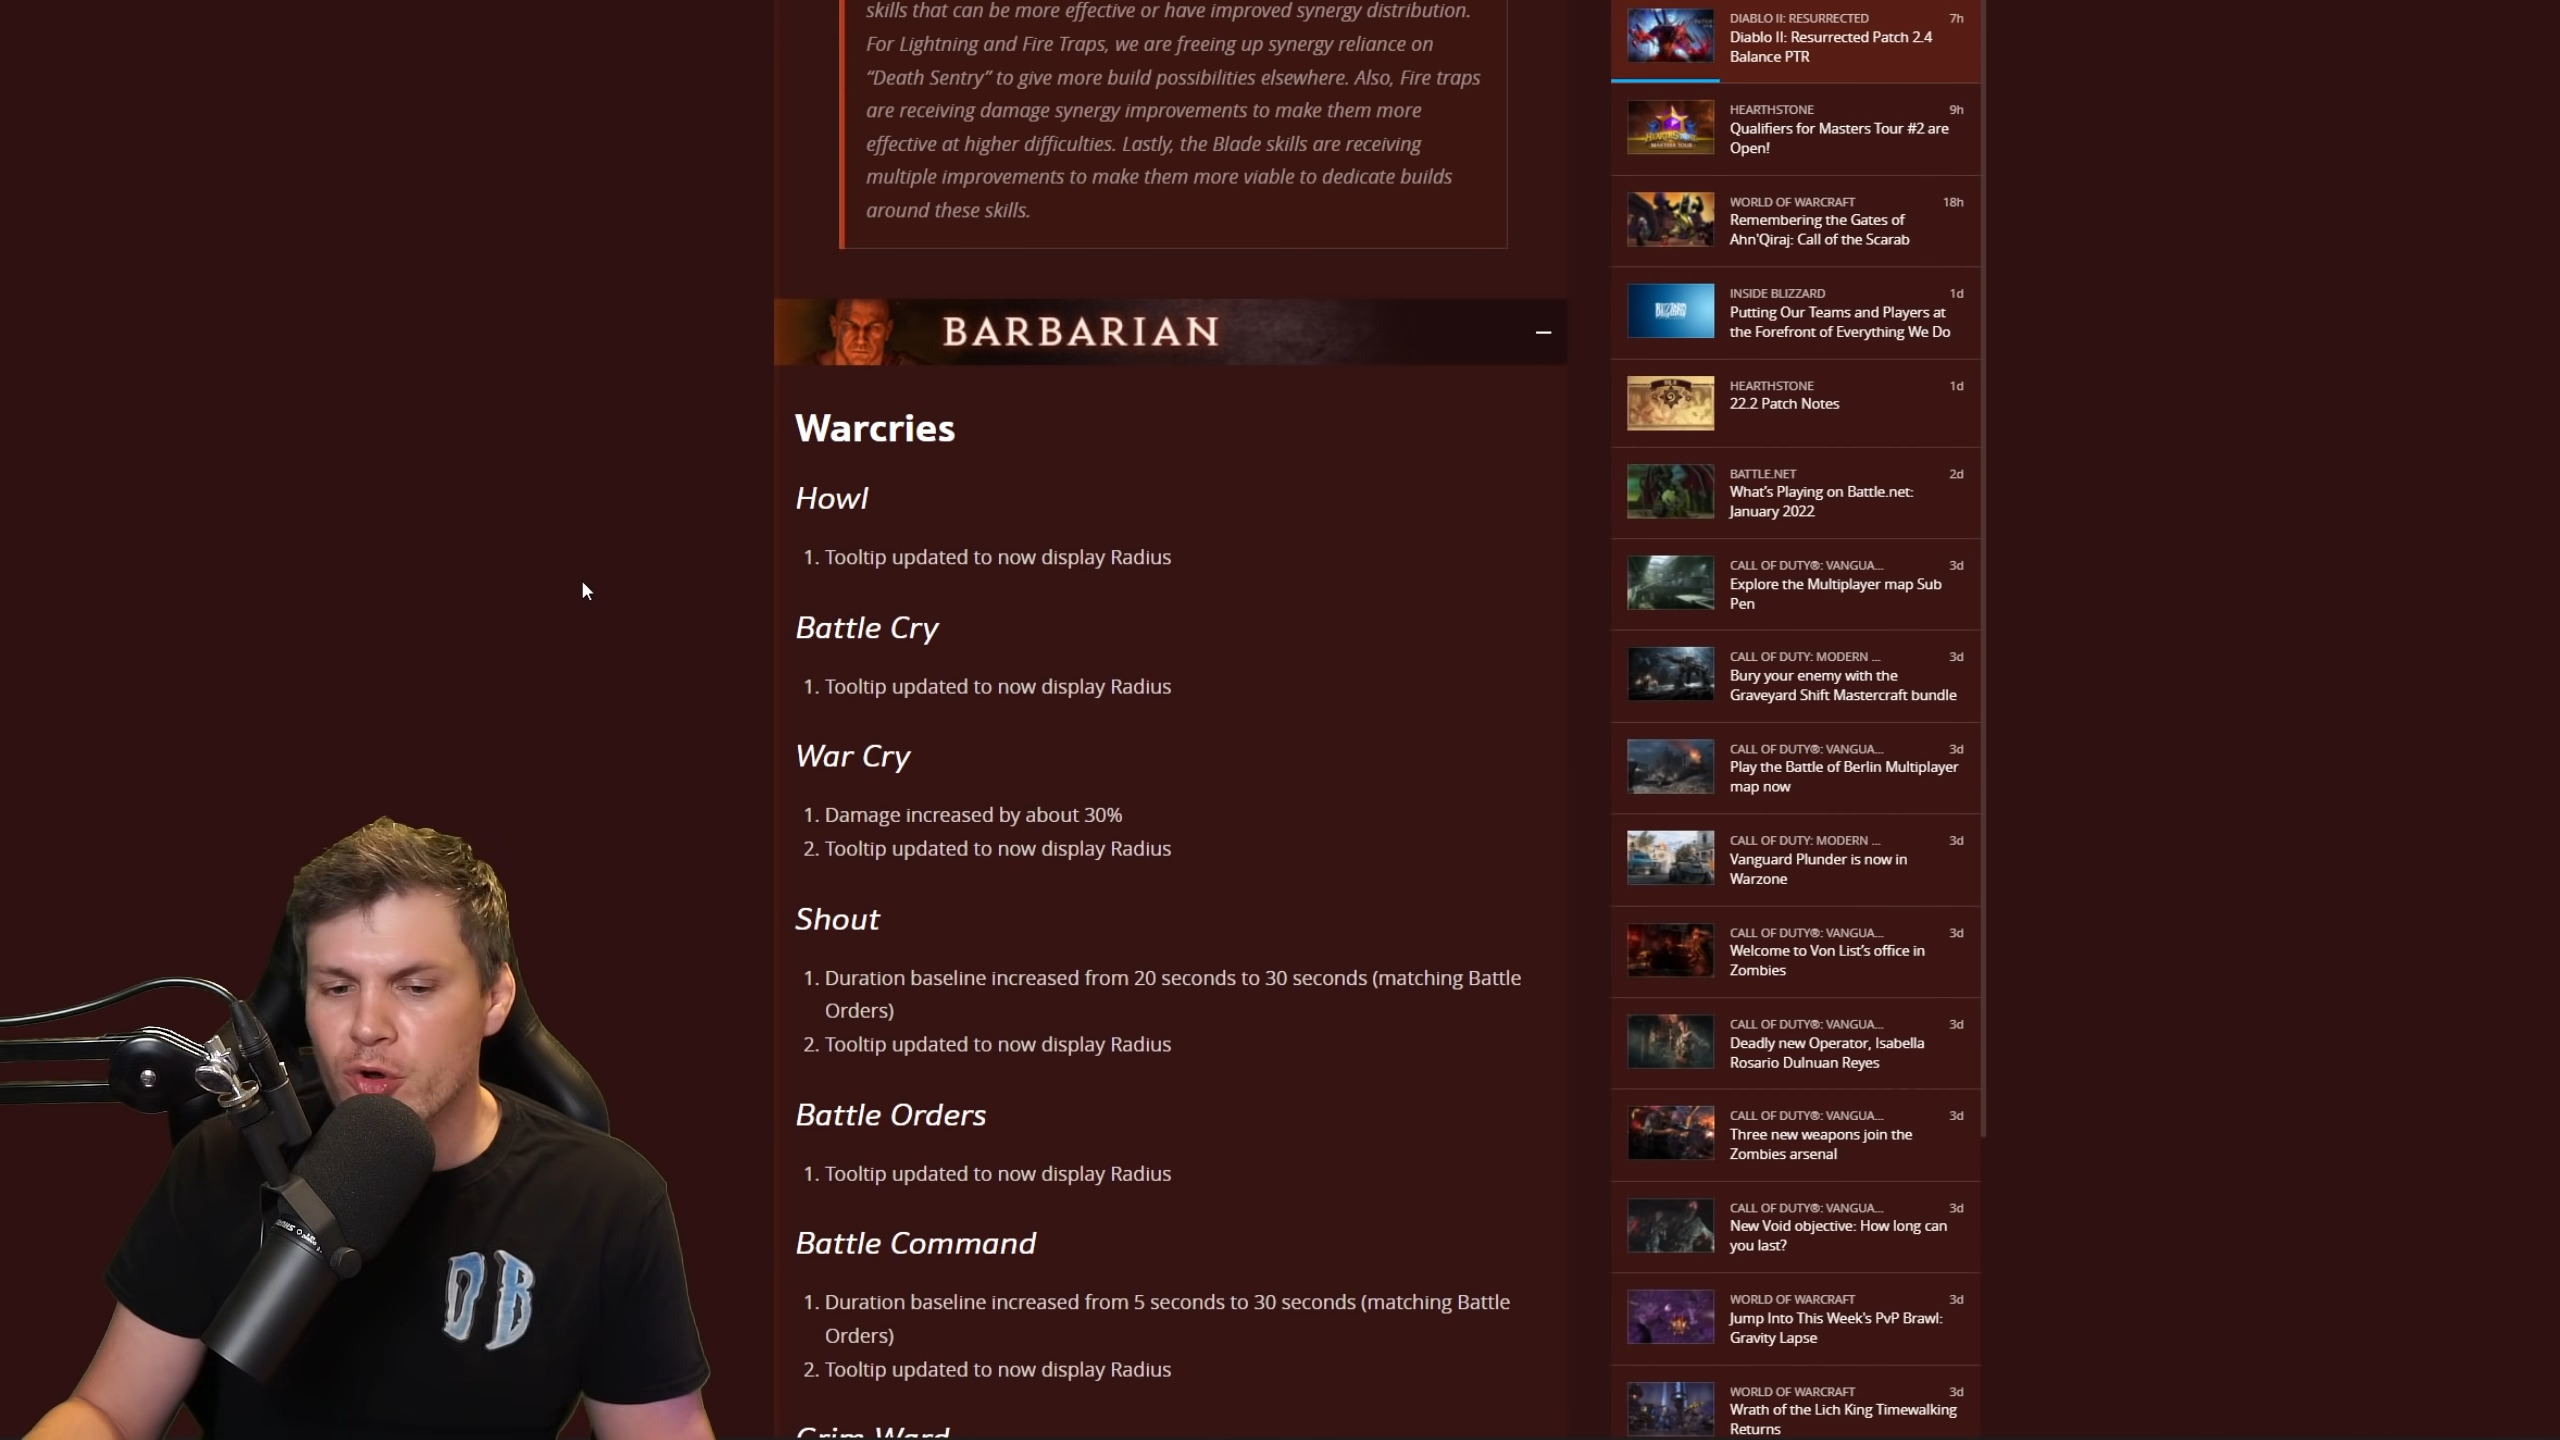 skills that can be more effective or have improved synergy distribution.
For Lightning and Fire Traps, we are freeing up synergy reliance on
“Death Sentry” to give more build possibilities elsewhere. Also, Fire traps
are receiving damage synergy improvements to make them more
effective at higher difficulties. Lastly, the Blade skills are receiving
multiple improvements to make them more viable to dedicate builds
around these skills.
BARBARIAN
Warcries
Howl
1. Tooltip updated to now display Radius
Battle Cry
1. Tooltip updated to now display Radius
War Cry
1. Damage increased by about 30%
2. Tooltip updated to now display Radius
Shout
1. Duration baseline increased from 20 seconds to 30 seconds (matching Battle
Orders)
2. Tooltip updated to now display Radius
Battle Orders
1. Tooltip updated to now display Radius
Battle Command
1. Duration baseline increased from 5 seconds to 30 seconds (matching Battle
Orders)
2. Tooltip updated to now display Radius
Grim Ward
DIABLO II: RESURRECTED 7h
Diablo II: Resurrected Patch 2.4
Balance PTR
HEARTHSTONE 9h
Qualifiers for Masters Tour #2 are
Open!
WORLD OF WARCRAFT 18h
Remembering the Gates of
Ahn'Qiraj: Call of the Scarab
INSIDE BLIZZARD 1d
Putting Our Teams and Players at
the Forefront of Everything We Do
HEARTHSTONE 1d
22.2 Patch Notes
BATTLE.NET 2d
What’s Playing on Battle.net:
January 2022
CALL OF DUTY®: VANGUA... 3d
Explore the Multiplayer map Sub
Pen
CALL OF DUTY: MODERN ... 3d
Bury your enemy with the
Graveyard Shift Mastercraft bundle
CALL OF DUTY®: VANGUA... 3d
Play the Battle of Berlin Multiplayer
map now
CALL OF DUTY: MODERN ... 3d
Vanguard Plunder is now in
Warzone
CALL OF DUTY®: VANGUA... 3d
Welcome to Von List’s office in
Zombies
CALL OF DUTY®: VANGUA... 3d
Deadly new Operator, Isabella
Rosario Dulnuan Reyes
CALL OF DUTY®: VANGUA... 3d
Three new weapons join the
Zombies arsenal
CALL OF DUTY®: VANGUA... 3d
New Void objective: How long can
you last?
WORLD OF WARCRAFT 3d
Jump Into This Week's PvP Brawl:
Gravity Lapse
WORLD OF WARCRAFT 3d
Wrath of the Lich King Timewalking
Returns
BLIZZARD
DB